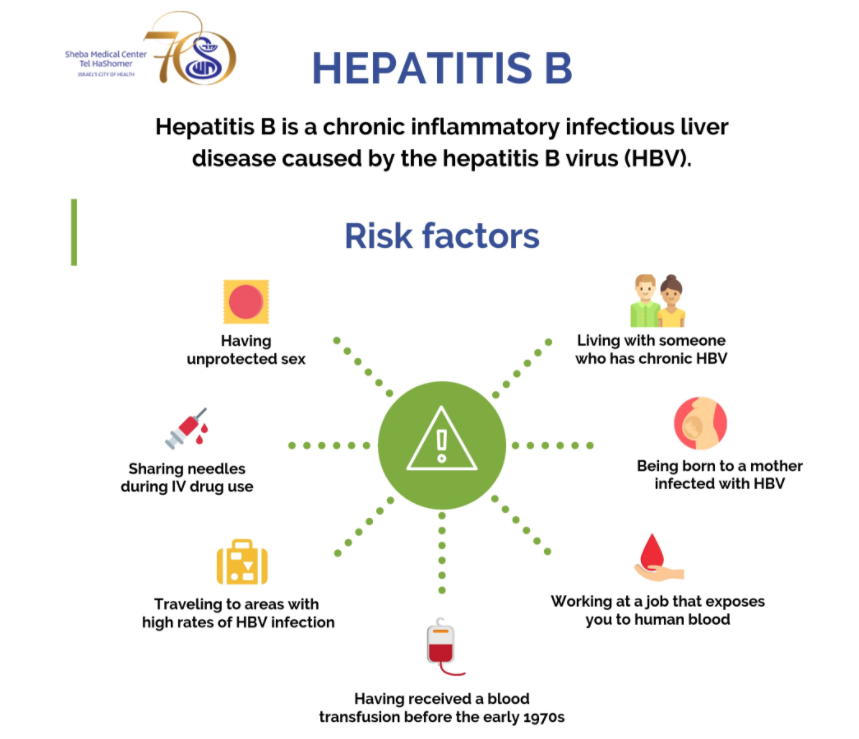 Sheba Medical Center
Tel HaShomer
ISRAEL'S CITY OF HEALTH
70
HEPATITIS B
Hepatitis B is a chronic inflammatory infectious liver
disease caused by the hepatitis B virus (HBV).
Risk factors
Having
unprotected sex
Living with someone
who has chronic HBV
Sharing needles
during IV drug use
Being born to a mother
infected with HBV
Traveling to areas with
high rates of HBV infection
Working at a job that exposes
you to human blood
Having received a blood
transfusion before the early 1970s